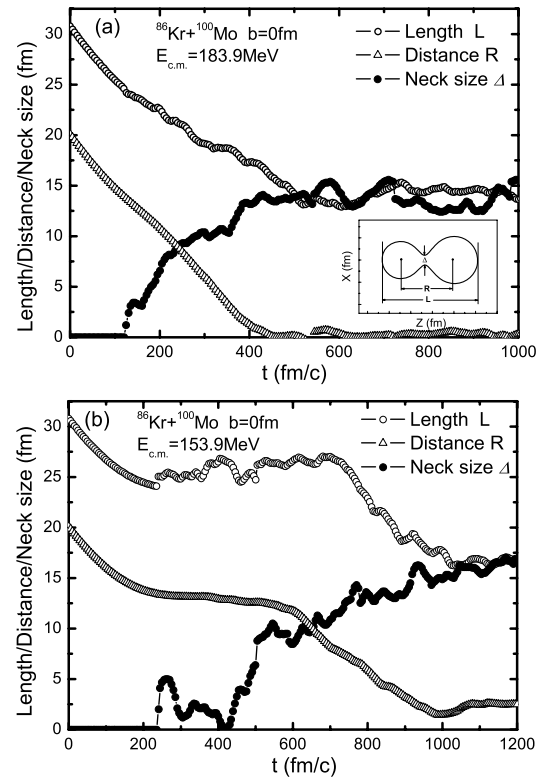 (a)
⁸⁶Kr+¹⁰⁰Mo b=0fm
E_c.m.=183.9MeV
Length L
Distance R
Neck size Δ
Length/Distance/Neck size (fm)
30
25
20
15
10
5
0
X (fm)
Δ
R
L
Z (fm)
0 200 400 600 800 1000
t (fm/c)
(b)
⁸⁶Kr+¹⁰⁰Mo b=0fm
E_c.m.=153.9MeV
Length L
Distance R
Neck size Δ
Length/Distance/Neck size (fm)
30
25
20
15
10
5
0
0 200 400 600 800 1000 1200
t (fm/c)